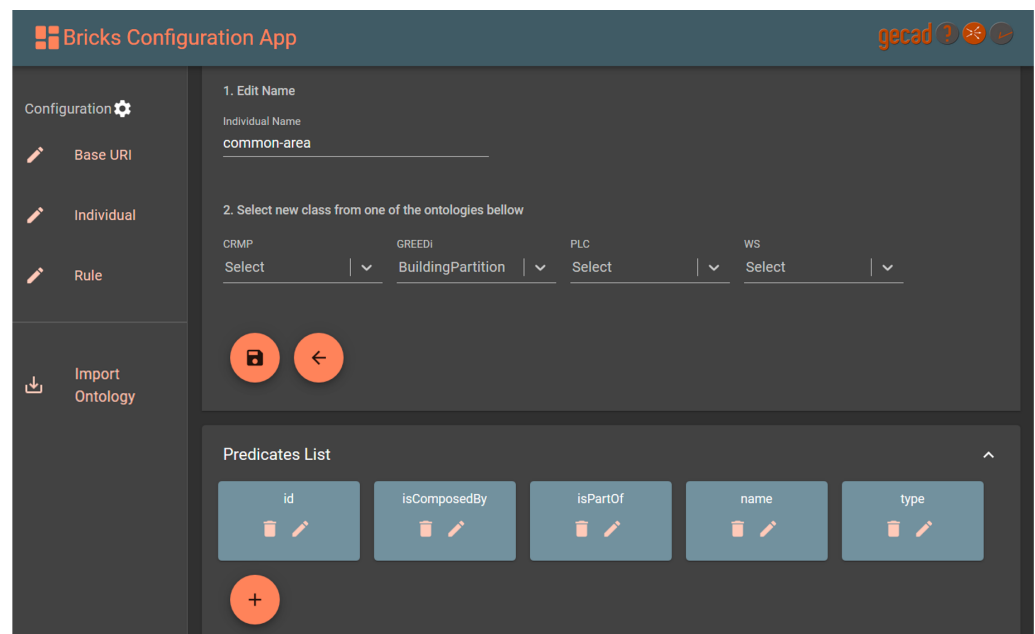 Bricks Configuration App
gecad
Configuration
Base URI
Individual
Rule
Import
Ontology
1. Edit Name
Individual Name
common-area
2. Select new class from one of the ontologies bellow
CRMP GREEDi PLC WS
Select BuildingPartition Select Select
Predicates List
id isComposedBy isPartOf name type